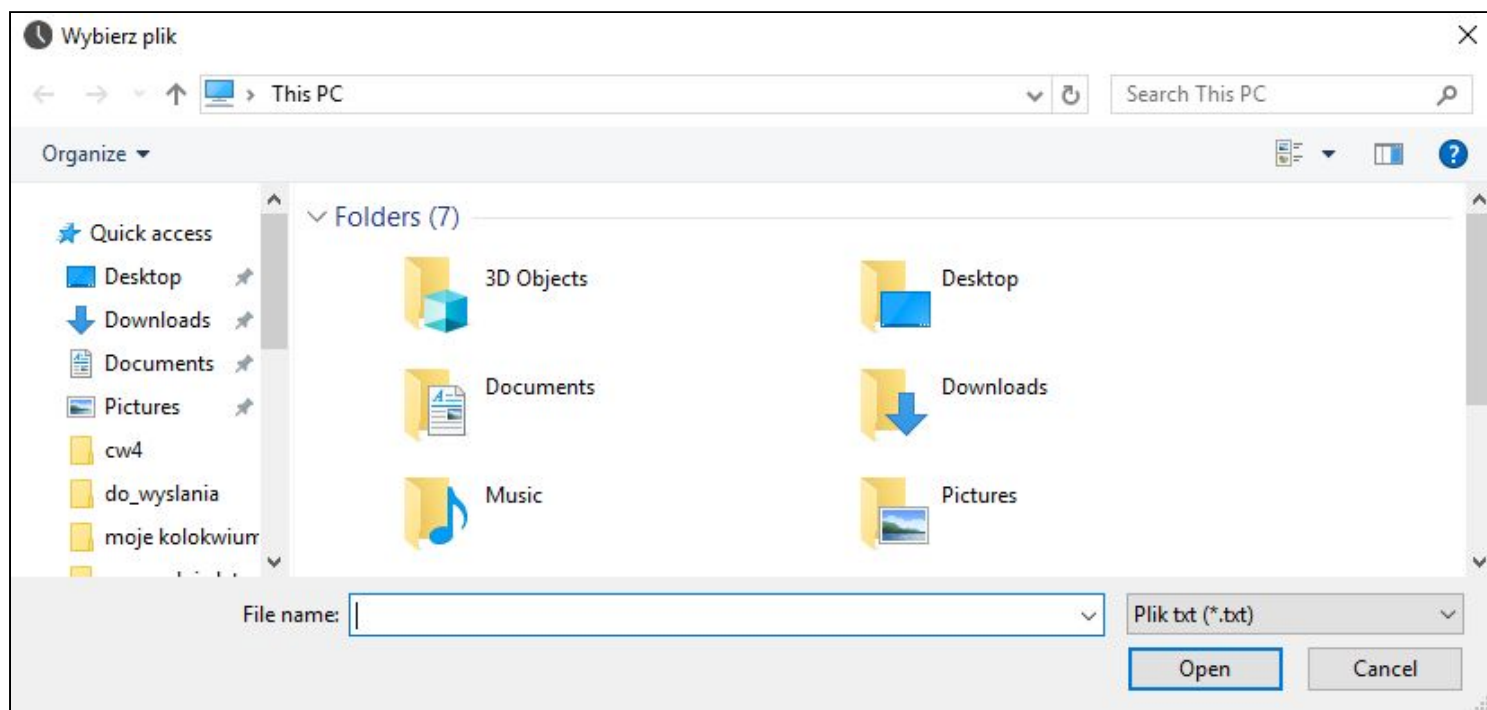 Wybierz plik
This PC
Search This PC
Organize
Quick access
Desktop
Downloads
Documents
Pictures
cw4
do_wyslania
moje kolokwium
Folders (7)
3D Objects
Desktop
Documents
Downloads
Music
Pictures
File name:
Plik txt (*.txt)
Open
Cancel